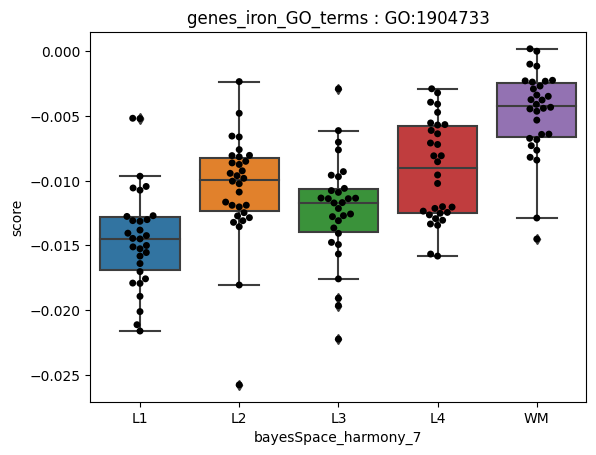 genes_iron_GO_terms : GO:1904733
0.000
−0.005
−0.010
−0.015
−0.020
−0.025
score
L1 L2 L3 L4 WM
bayesSpace_harmony_7